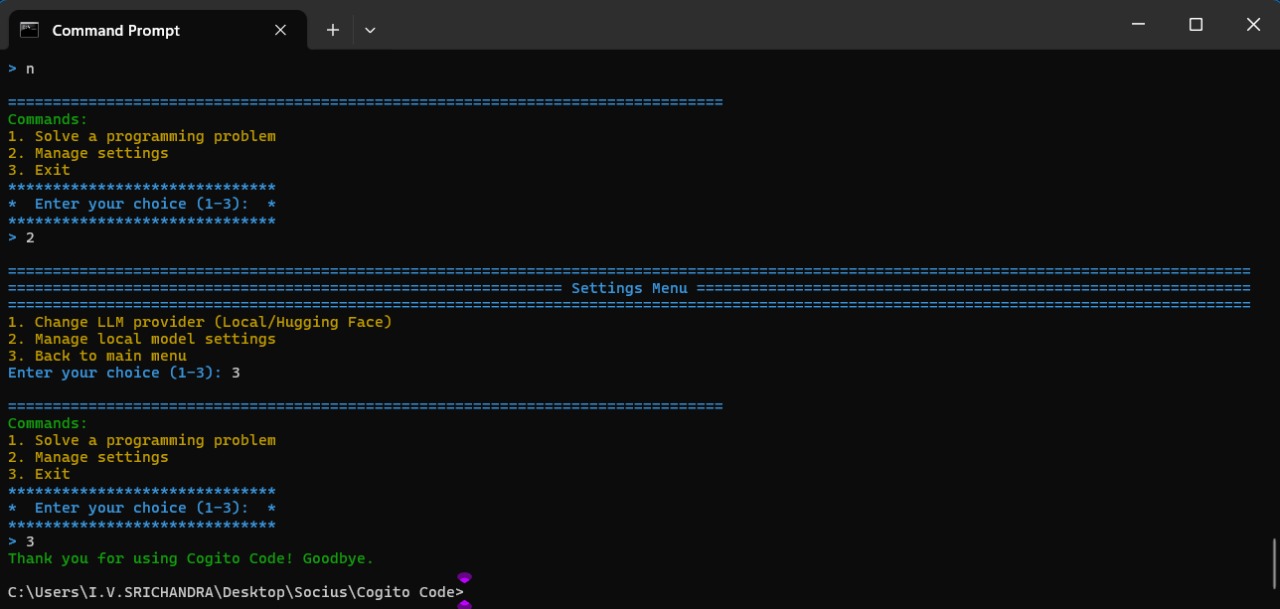 Command Prompt
> n
================================================================================
Commands:
1. Solve a programming problem
2. Manage settings
3. Exit
******************************
*  Enter your choice (1-3):  *
******************************
> 2
===========================================================================================================================================
============================================================== Settings Menu ==============================================================
===========================================================================================================================================
1. Change LLM provider (Local/Hugging Face)
2. Manage local model settings
3. Back to main menu
Enter your choice (1-3): 3
================================================================================
Commands:
1. Solve a programming problem
2. Manage settings
3. Exit
******************************
*  Enter your choice (1-3):  *
******************************
> 3
Thank you for using Cogito Code! Goodbye.
C:\Users\I.V.SRICHANDRA\Desktop\Socius\Cogito Code>